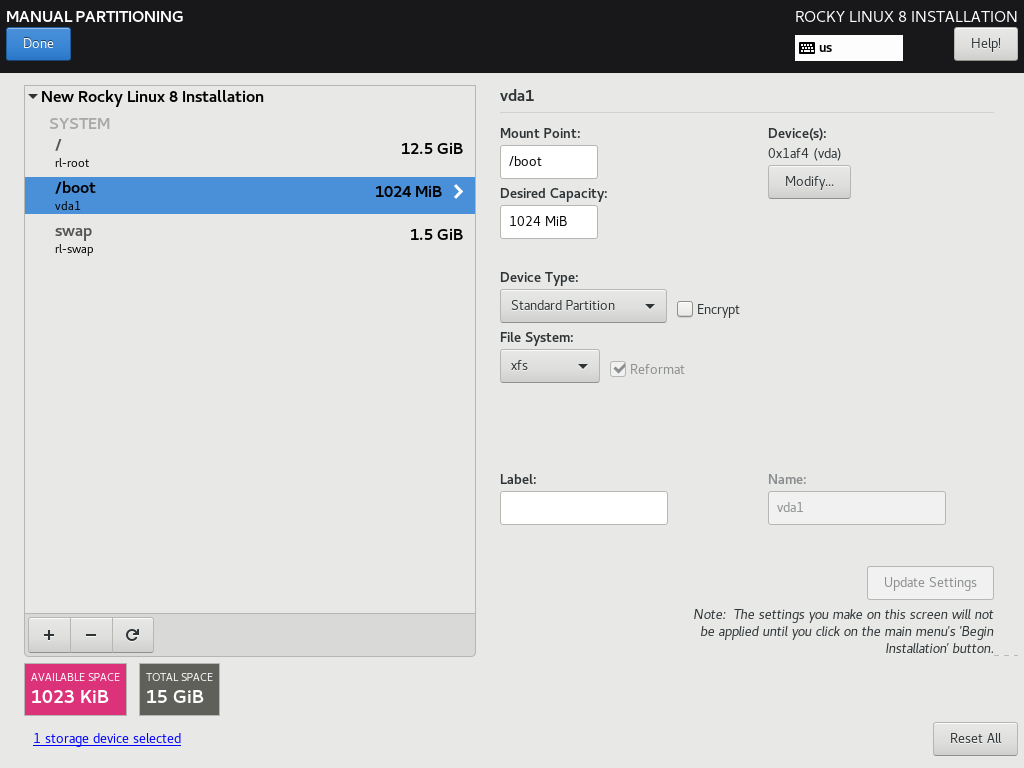 MANUAL PARTITIONING
ROCKY LINUX 8 INSTALLATION
Done
us
Help!
New Rocky Linux 8 Installation
SYSTEM
/
12.5 GiB
rl-root
/boot
1024 MiB
vda1
swap
1.5 GiB
rl-swap
+ −
AVAILABLE SPACE
1023 KiB
TOTAL SPACE
15 GiB
1 storage device selected
vda1
Mount Point:
/boot
Device(s):
0x1af4 (vda)
Modify...
Desired Capacity:
1024 MiB
Device Type:
Standard Partition
Encrypt
File System:
xfs
Reformat
Label:
Name:
vda1
Update Settings
Note: The settings you make on this screen will not
be applied until you click on the main menu's 'Begin
Installation' button.
Reset All